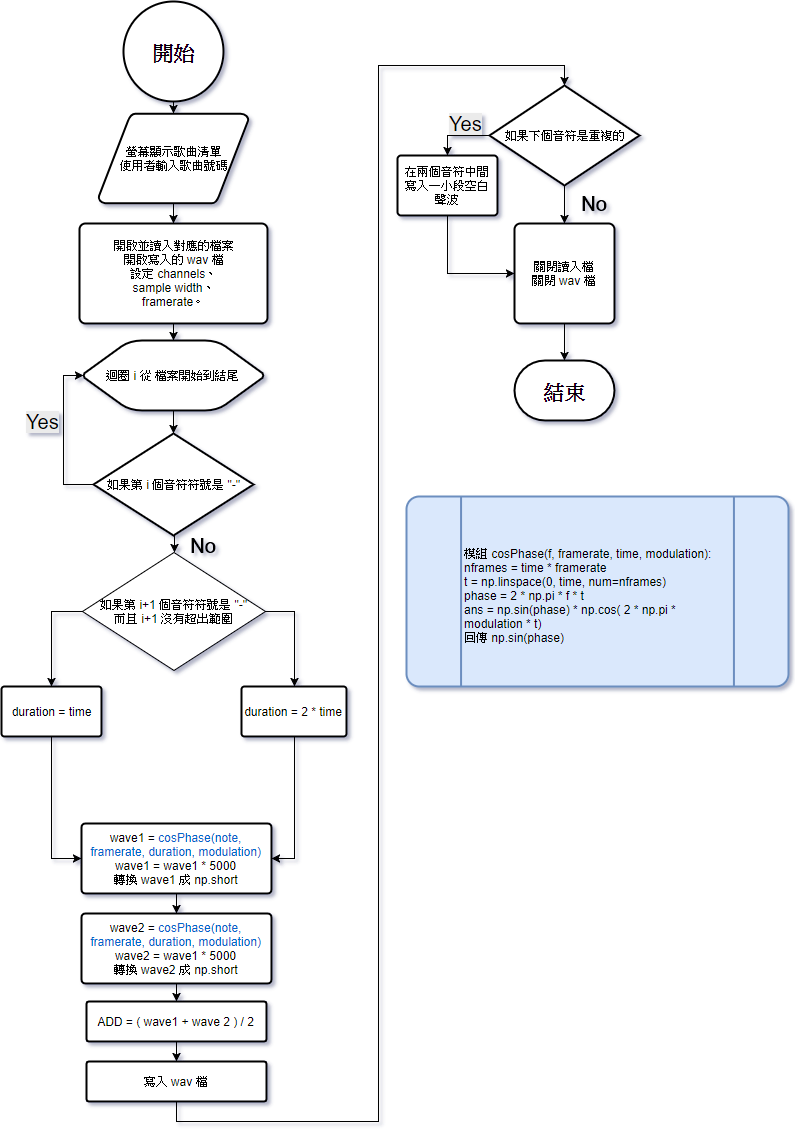 開始
螢幕顯示歌曲清單
使用者輸入歌曲號碼
開啟並讀入對應的檔案
開啟寫入的 wav 檔
設定 channels、
sample width、
framerate。
迴圈 i 從 檔案開始到結尾
Yes
如果第 i 個音符符號是 "-"
No
如果第 i+1 個音符符號是 "-"
而且 i+1 沒有超出範圍
duration = time
duration = 2 * time
wave1 = cosPhase(note,
framerate, duration, modulation)
wave1 = wave1 * 5000
轉換 wave1 成 np.short
wave2 = cosPhase(note,
framerate, duration, modulation)
wave2 = wave1 * 5000
轉換 wave2 成 np.short
ADD = ( wave1 + wave 2 ) / 2
寫入 wav 檔
如果下個音符是重複的
Yes
在兩個音符中間
寫入一小段空白
聲波
No
關閉讀入檔
關閉 wav 檔
結束
模組 cosPhase(f, framerate, time, modulation):
nframes = time * framerate
t = np.linspace(0, time, num=nframes)
phase = 2 * np.pi * f * t
ans = np.sin(phase) * np.cos( 2 * np.pi *
modulation * t)
回傳 np.sin(phase)